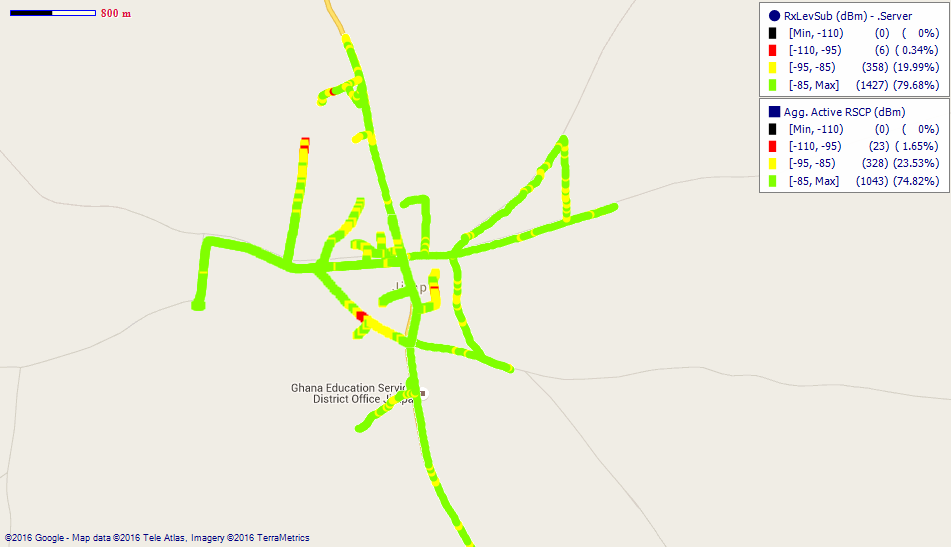 800 m
RxLevSub (dBm) - .Server
[Min, -110) (0) ( 0%)
[-110, -95) (6) ( 0.34%)
[-95, -85) (358) (19.99%)
[-85, Max] (1427) (79.68%)
Agg. Active RSCP (dBm)
[Min, -110) (0) ( 0%)
[-110, -95) (23) ( 1.65%)
[-95, -85) (328) (23.53%)
[-85, Max] (1043) (74.82%)
Ghana Education
District Office
©2016 Google - Map data ©2016 Tele Atlas, Imagery ©2016 TerraMetrics